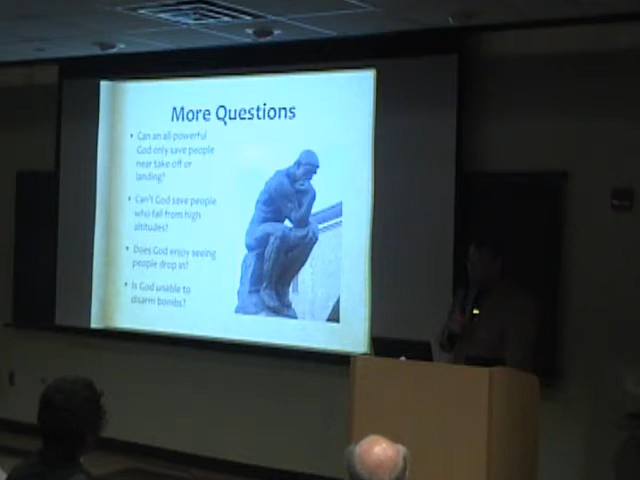 More Questions
• Can an all-powerful
God only save people
near take off or
landing?
• Can't God save people
who fall from high
altitudes?
• Does God enjoy seeing
people drop in?
• Is God unable to
disarm bombs?